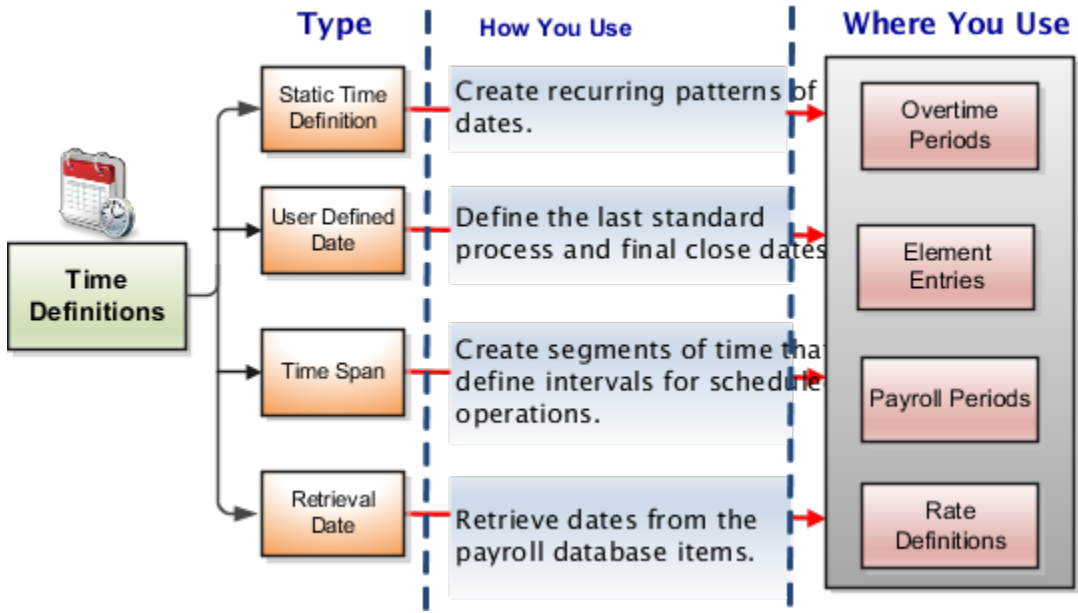 Type
How You Use
Where You Use
Time
Definitions
Static Time
Definition
Create recurring patterns of
dates.
Overtime
Periods
User Defined
Date
Define the last standard
process and final close dates
Element
Entries
Time Span
Create segments of time tha
define intervals for schedule
operations.
Payroll Periods
Retrieval
Date
Retrieve dates from the
payroll database items.
Rate
Definitions